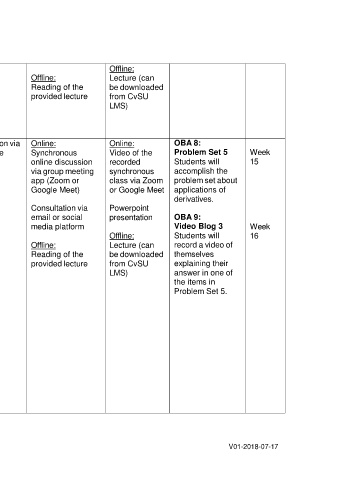 Offline:
Reading of the
provided lecture
Offline:
Lecture (can
be downloaded
from CvSU
LMS)
on via
e
Online:
Synchronous
online discussion
via group meeting
app (Zoom or
Google Meet)
Consultation via
email or social
media platform
Offline:
Reading of the
provided lecture
Online:
Video of the
recorded
synchronous
class via Zoom
or Google Meet
Powerpoint
presentation
Offline:
Lecture (can
be downloaded
from CvSU
LMS)
OBA 8:
Problem Set 5
Students will
accomplish the
problem set about
applications of
derivatives.
OBA 9:
Video Blog 3
Students will
record a video of
themselves
explaining their
answer in one of
the items in
Problem Set 5.
Week
15
Week
16
V01-2018-07-17